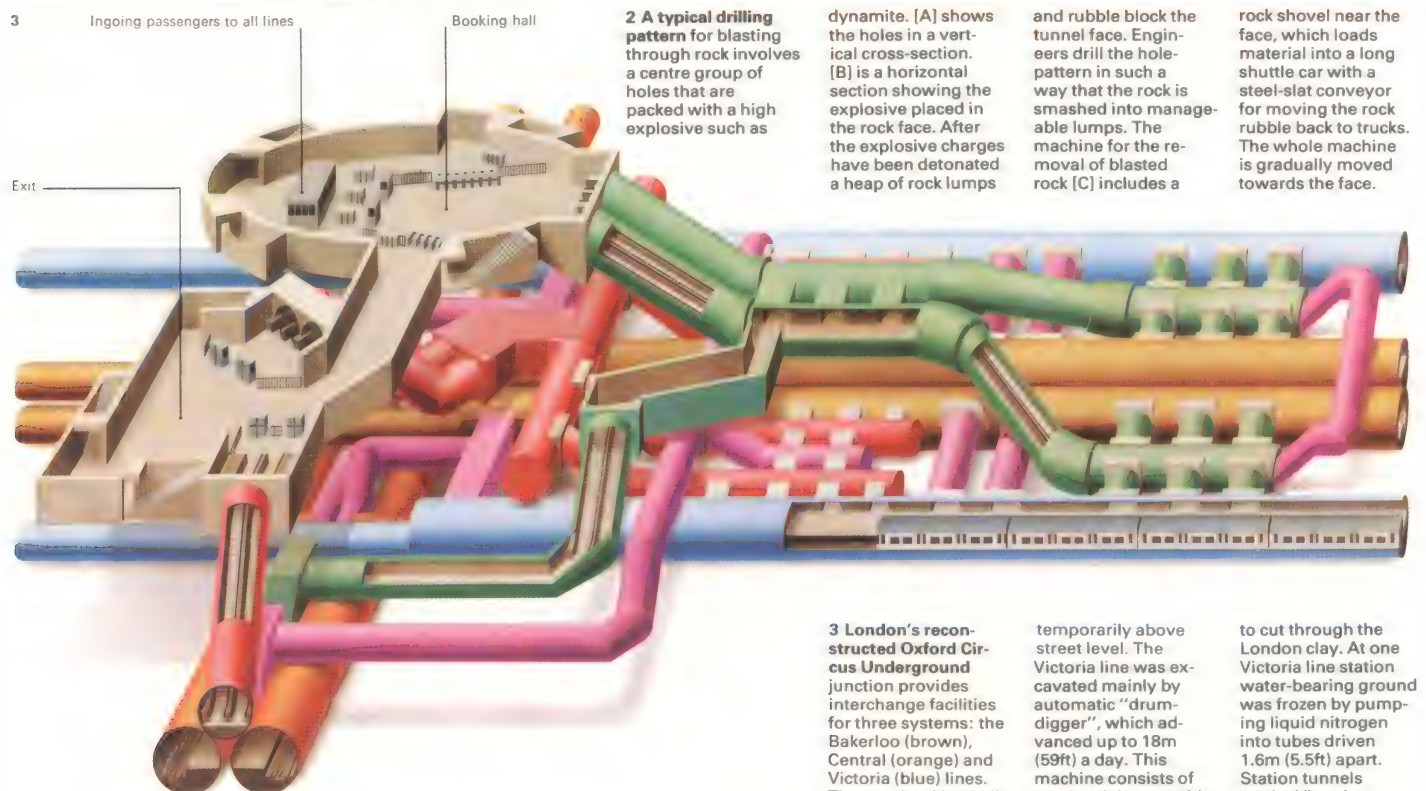 3
Ingoing passengers to all lines
Booking hall
Exit
2 A typical drilling
pattern for blasting
through rock involves
a centre group of
holes that are
packed with a high
explosive such as
dynamite. [A] shows
the holes in a vert-
ical cross-section.
[B] is a horizontal
section showing the
explosive placed in
the rock face. After
the explosive charges
have been detonated
a heap of rock lumps
and rubble block the
tunnel face. Engin-
eers drill the hole-
pattern in such a
way that the rock is
smashed into manage-
able lumps. The
machine for the re-
moval of blasted
rock [C] includes a
rock shovel near the
face, which loads
material into a long
shuttle car with a
steel-slat conveyor
for moving the rock
rubble back to trucks.
The whole machine
is gradually moved
towards the face.
3 London's recon-
structed Oxford Cir-
cus Underground
junction provides
interchange facilities
for three systems: the
Bakerloo (brown),
Central (orange) and
Victoria (blue) lines.
temporarily above
street level. The
Victoria line was ex-
cavated mainly by
automatic "drum-
digger", which ad-
vanced up to 18m
(59ft) a day. This
machine consists of
to cut through the
London clay. At one
Victoria line station
water-bearing ground
was frozen by pump-
ing liquid nitrogen
into tubes driven
1.6m (5.5ft) apart.
Station tunnels